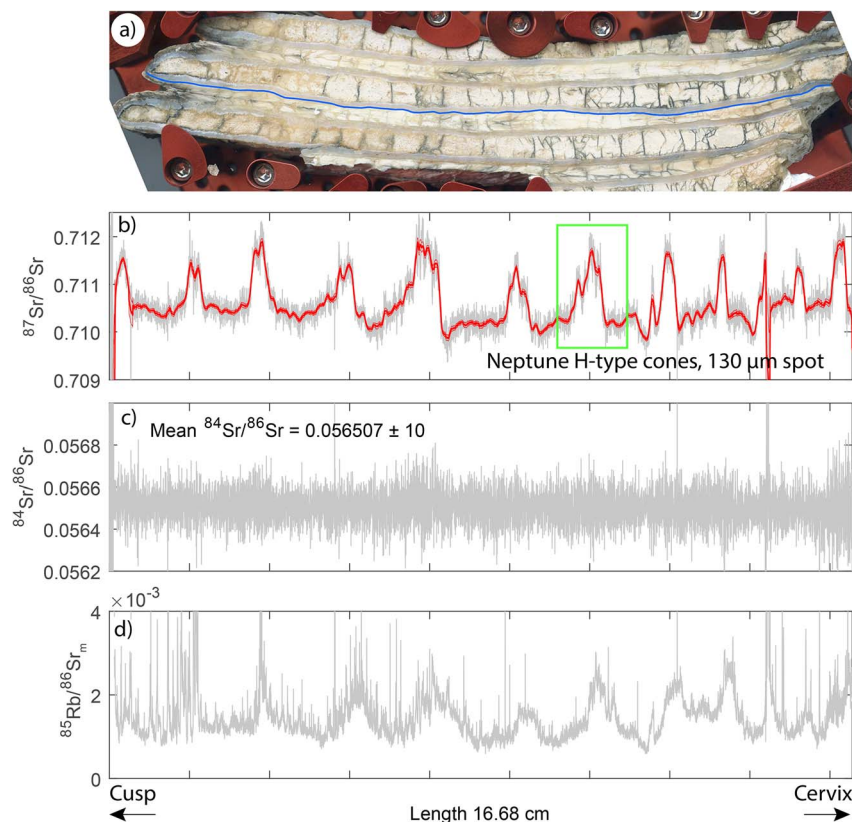 a)
b)
⁸⁷Sr/⁸⁶Sr
0.712
0.711
0.710
0.709
Neptune H-type cones, 130 µm spot
c)
Mean ⁸⁴Sr/⁸⁶Sr = 0.056507 ± 10
⁸⁴Sr/⁸⁶Sr
0.0568
0.0566
0.0564
0.0562
×10⁻³
d)
⁸⁵Rb/⁸⁶Srₘ
4
2
0
Cusp
Cervix
Length 16.68 cm